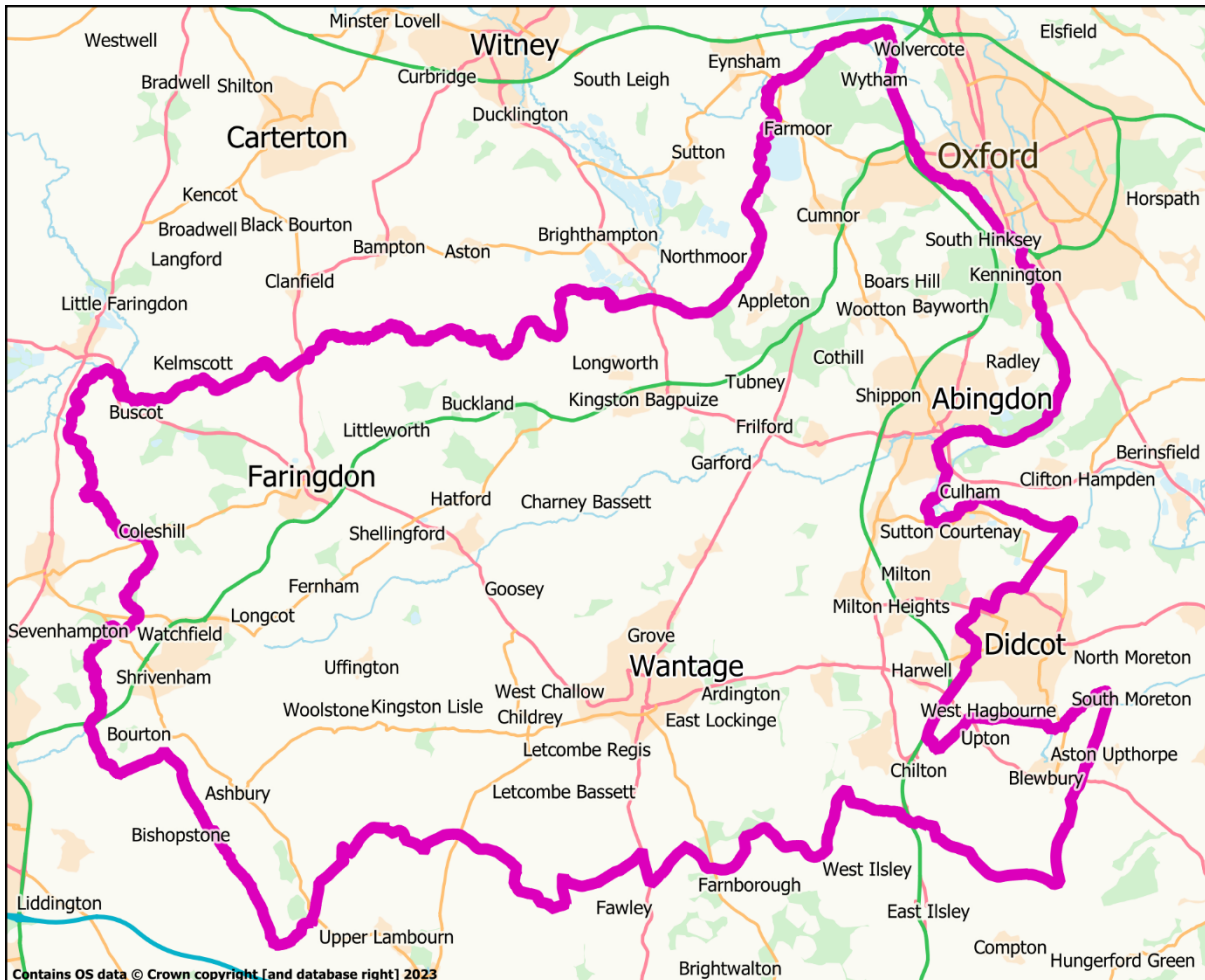 Minster Lovell
Elsfield
Westwell
Witney
Wolvercote
Eynsham
Bradwell
Shilton
Curbridge
South Leigh
Wytham
Ducklington
Carterton
Farmoor
Sutton
Oxford
Kencot
Horspath
Broadwell
Black Bourton
Cumnor
Brighthampton
South Hinksey
Bampton
Aston
Langford
Northmoor
Clanfield
Boars Hill
Kennington
Little Faringdon
Appleton
Wootton
Bayworth
Kelmscott
Longworth
Cothill
Radley
Tubney
Shippon
Buscot
Buckland
Kingston Bagpuize
Abingdon
Littleworth
Frilford
Berinsfield
Garford
Faringdon
Clifton Hampden
Hatford
Charney Bassett
Culham
Coleshill
Shellingford
Sutton Courtenay
Milton
Fernham
Goosey
Longcot
Milton Heights
Sevenhampton
Watchfield
Grove
Didcot
Uffington
Wantage
North Moreton
Shrivenham
Harwell
West Challow
Ardington
South Moreton
Woolstone
Kingston Lisle
West Hagbourne
Childrey
East Lockinge
Bourton
Upton
Letcombe Regis
Aston Upthorpe
Chilton
Blewbury
Ashbury
Letcombe Bassett
Bishopstone
West Ilsley
Farnborough
Liddington
Fawley
East Ilsley
Upper Lambourn
Compton
Hungerford Green
Brightwalton
Contains OS data © Crown copyright [and database right] 2023